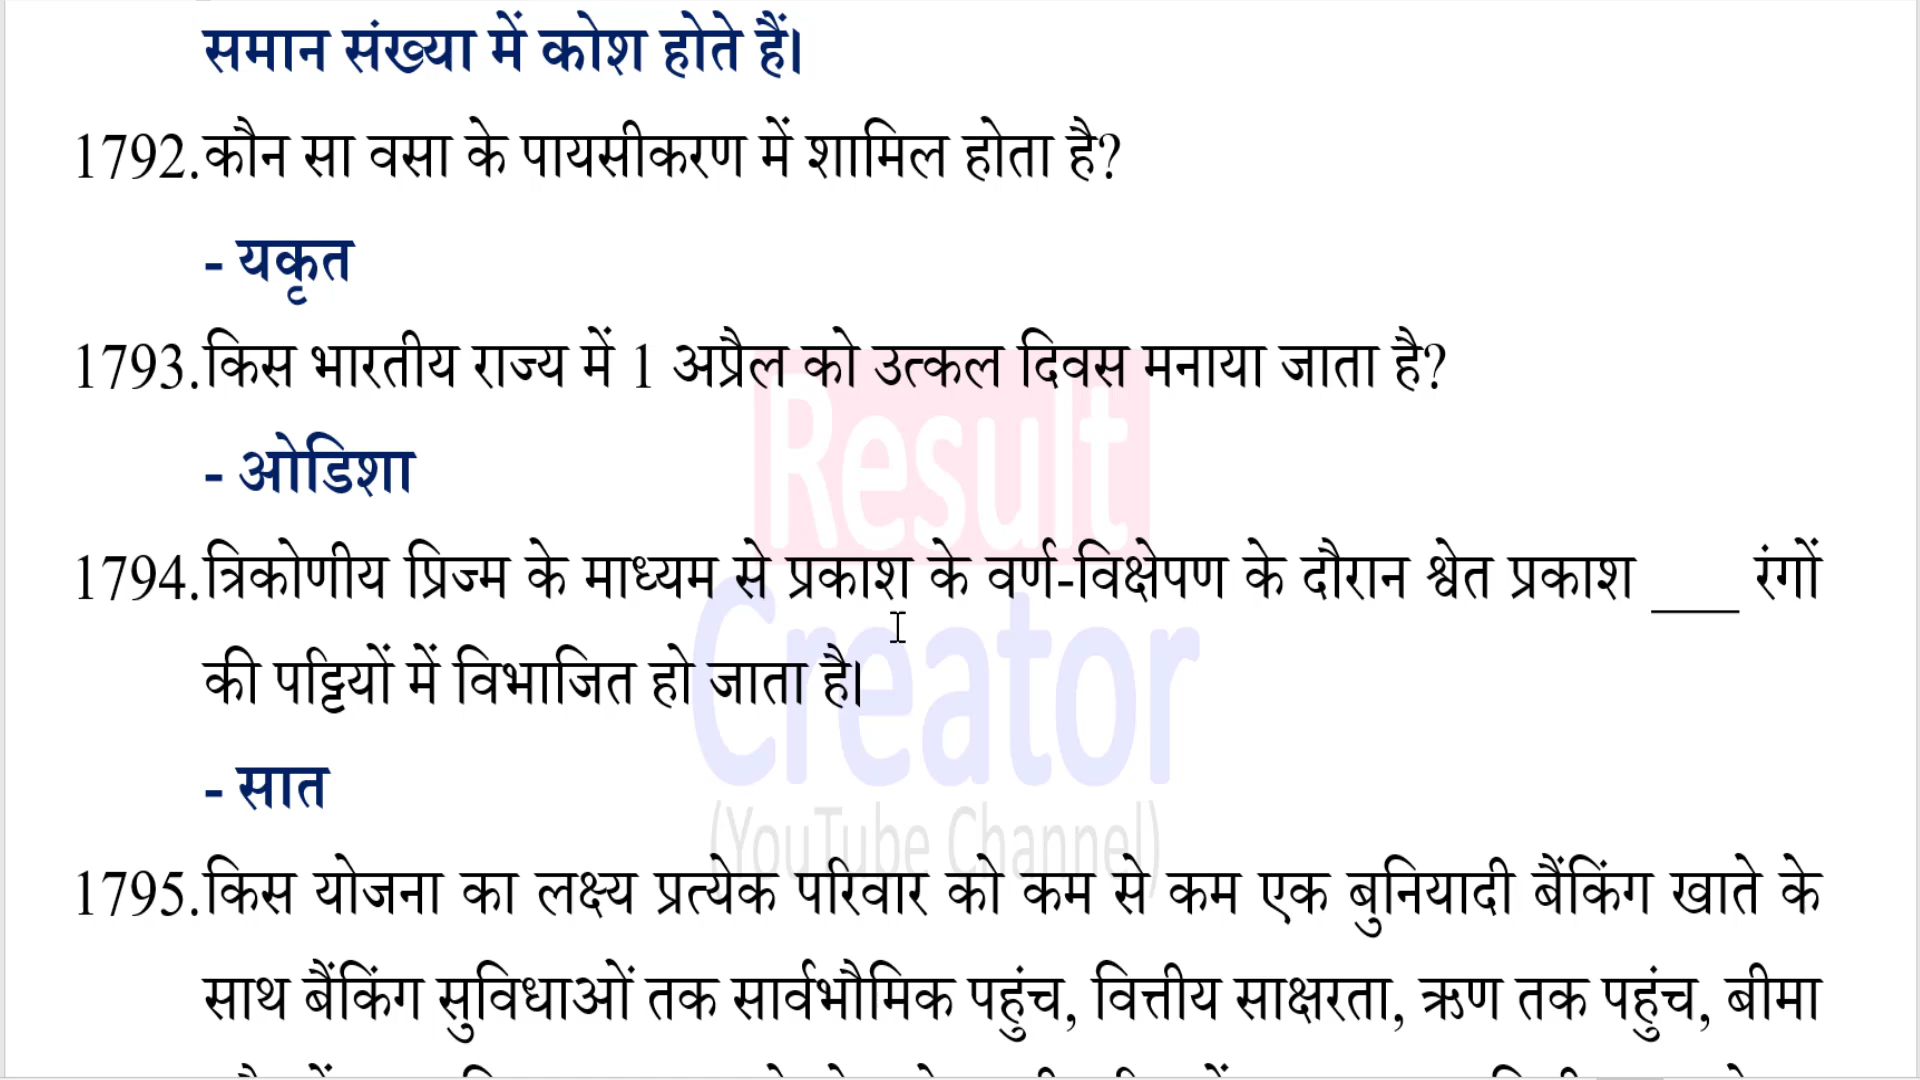 समान संख्या में कोश होते हैं।
1792.कौन सा वसा के पायसीकरण में शामिल होता है?
- यकृत
1793.किस भारतीय राज्य में 1 अप्रैल को उत्कल दिवस मनाया जाता है?
- ओडिशा
1794.त्रिकोणीय प्रिज्म के माध्यम से प्रकाश के वर्ण-विक्षेपण के दौरान श्वेत प्रकाश ___ रंगों
की पट्टियों में विभाजित हो जाता है।
- सात
1795.किस योजना का लक्ष्य प्रत्येक परिवार को कम से कम एक बुनियादी बैंकिंग खाते के
साथ बैंकिंग सुविधाओं तक सार्वभौमिक पहुंच, वित्तीय साक्षरता, ऋण तक पहुंच, बीमा
Result
Creator
(YouTube Channel)